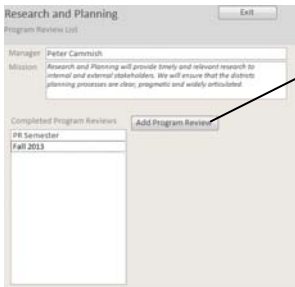 Research and Planning
Exit
Program Review List
Manager Peter Cammish
Mission Research and Planning will provide timely and relevant research to
internal and external stakeholders. We will ensure that the districts
planning processes are clear, pragmatic and widely articulated.
Completed Program Reviews
Add Program Review
PR Semester
Fall 2013